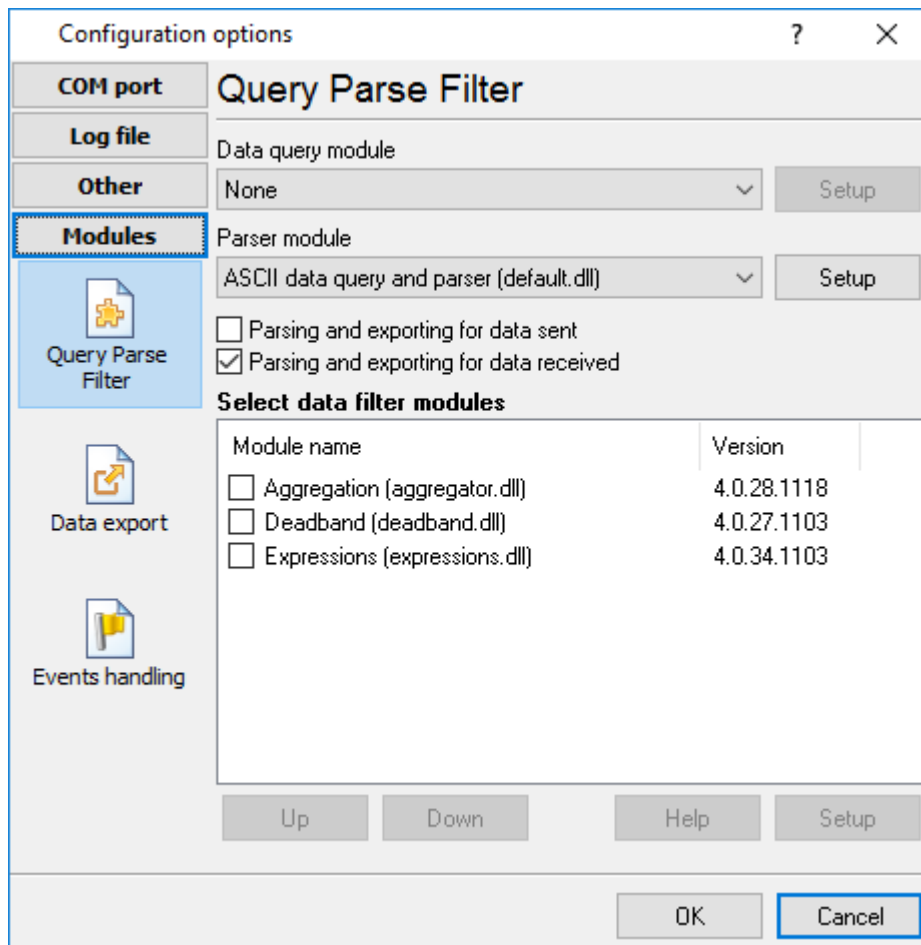 Configuration options
?
COM port
Log file
Other
Modules
Query Parse
Filter
Data export
Events handling
Query Parse Filter
Data query module
None
Setup
Parser module
ASCII data query and parser (default.dll)
Setup
Parsing and exporting for data sent
Parsing and exporting for data received
Select data filter modules
Module name Version
Aggregation (aggregator.dll) 4.0.28.1118
Deadband (deadband.dll) 4.0.27.1103
Expressions (expressions.dll) 4.0.34.1103
Up Down Help Setup
OK Cancel